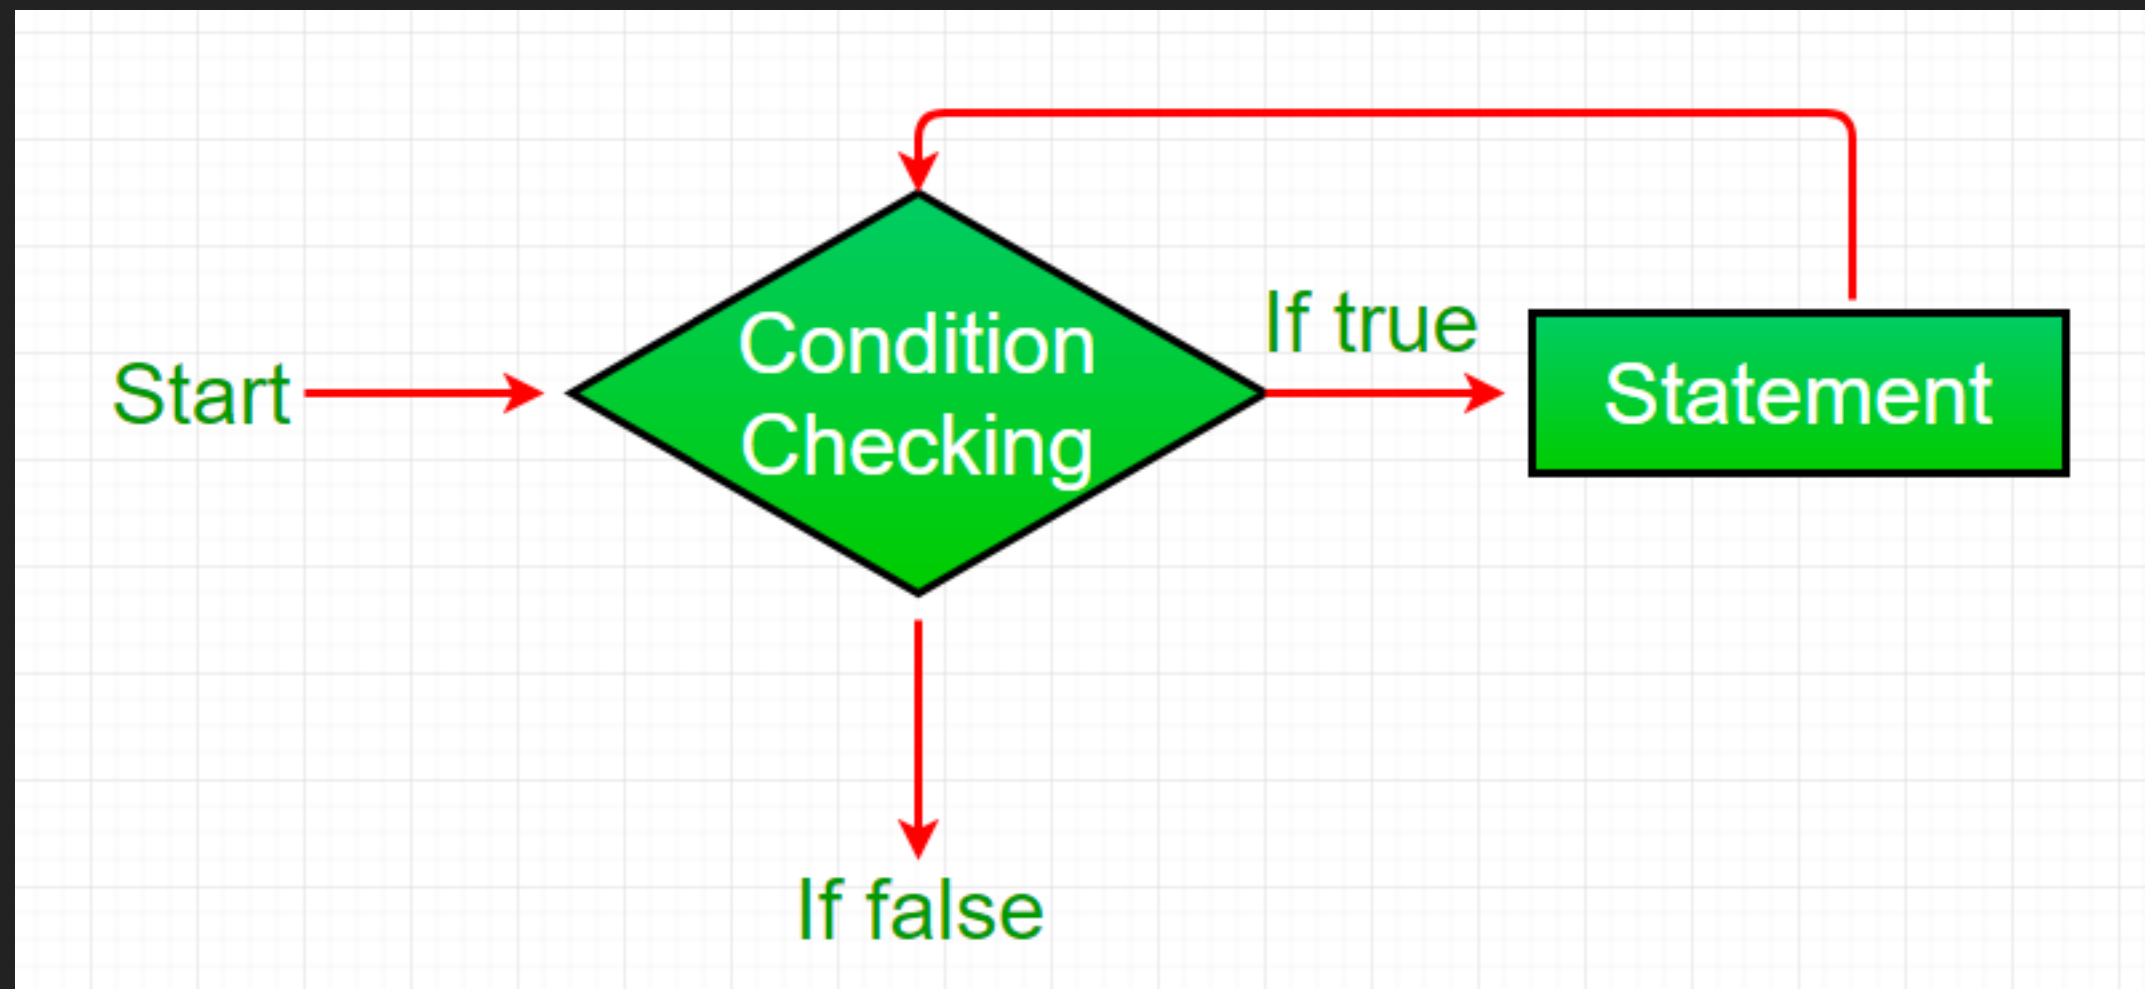 Start
Condition
Checking
If true
Statement
If false